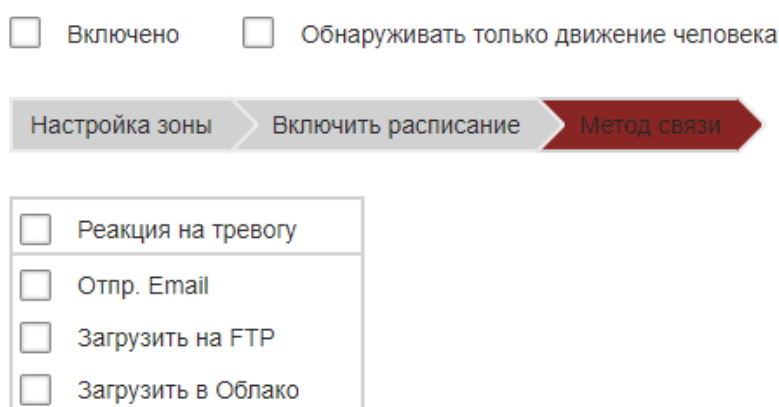 Включено Обнаруживать только движение человека
Настройка зоны Включить расписание Метод связи
Реакция на тревогу
Отпр. Email
Загрузить на FTP
Загрузить в Облако